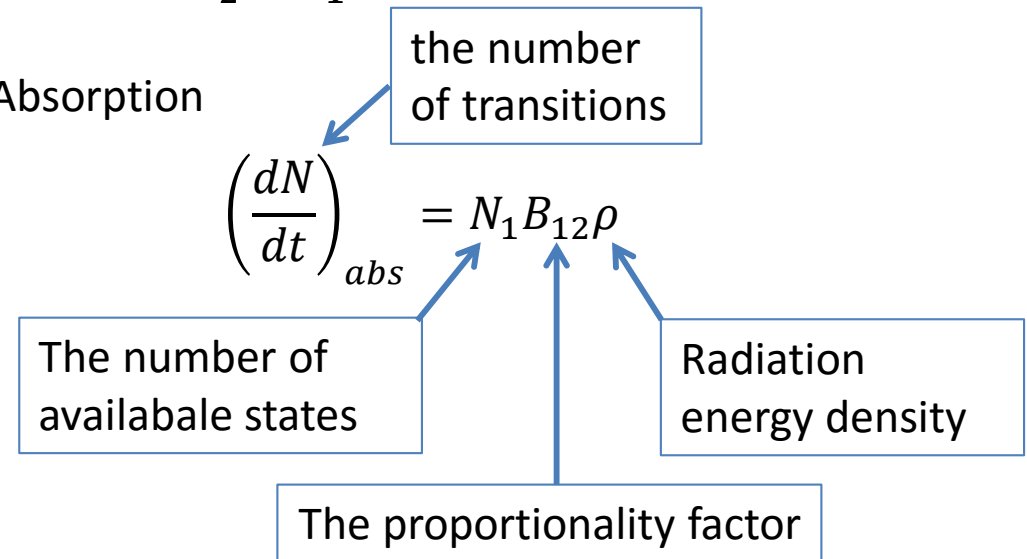 the number
of transitions
Absorption
(dN/dt)abs = N₁B₁₂ρ
The number of
availabale states
Radiation
energy density
The proportionality factor